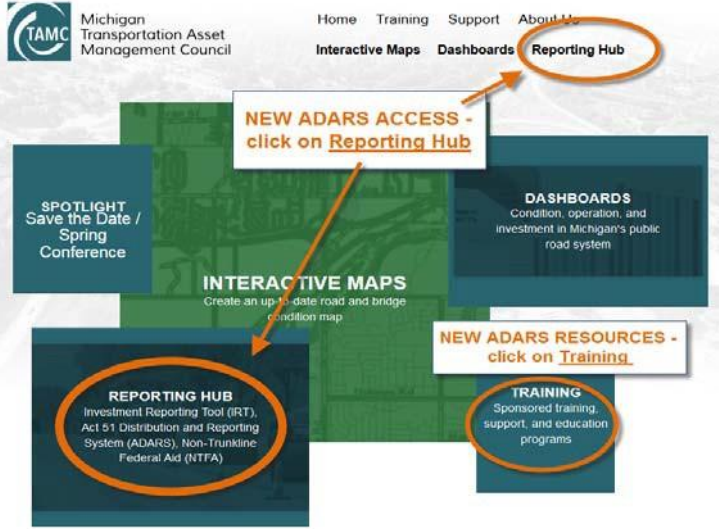 TAMC
Michigan
Transportation Asset
Management Council
Home Training Support About Us
Interactive Maps Dashboards Reporting Hub
NEW ADARS ACCESS -
click on Reporting Hub
SPOTLIGHT
Save the Date /
Spring
Conference
DASHBOARDS
Condition, operation, and
investment in Michigan's public
road system
INTERACTIVE MAPS
Create an up-to-date road and bridge
condition map
NEW ADARS RESOURCES -
click on Training
REPORTING HUB
Investment Reporting Tool (IRT),
Act 51 Distribution and Reporting
System (ADARS), Non-Trunkline
Federal Aid (NTFA)
TRAINING
Sponsored training,
support, and education
programs